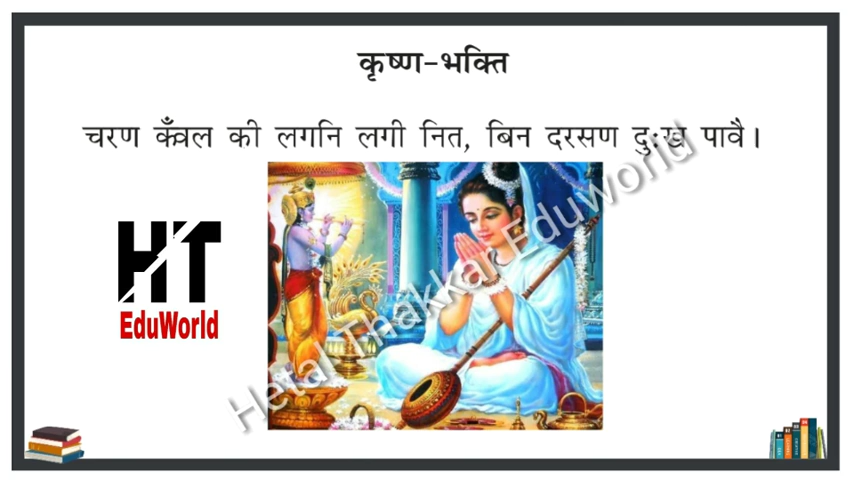 कृष्ण-भक्ति
चरण कँवल की लगनि लगी नित, बिन दरसण दुःख पावै।
HT
EduWorld
Hetal Thakkar Eduworld